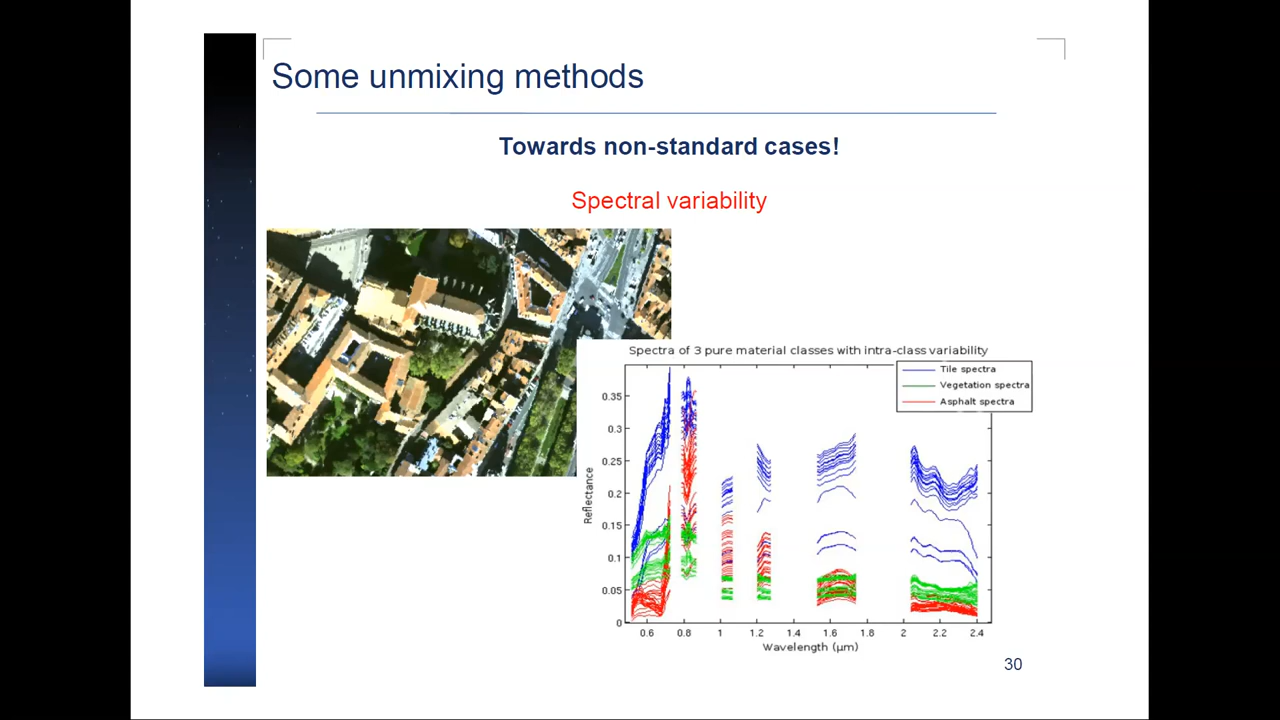 Some unmixing methods
Towards non-standard cases!
Spectral variability
Spectra of 3 pure material classes with intra-class variability
Tile spectra
Vegetation spectra
Asphalt spectra
Reflectance
0.35
0.3
0.25
0.2
0.15
0.1
0.05
0
0.6 0.8 1 1.2 1.4 1.6 1.8 2 2.2 2.4
Wavelength (μm)
30